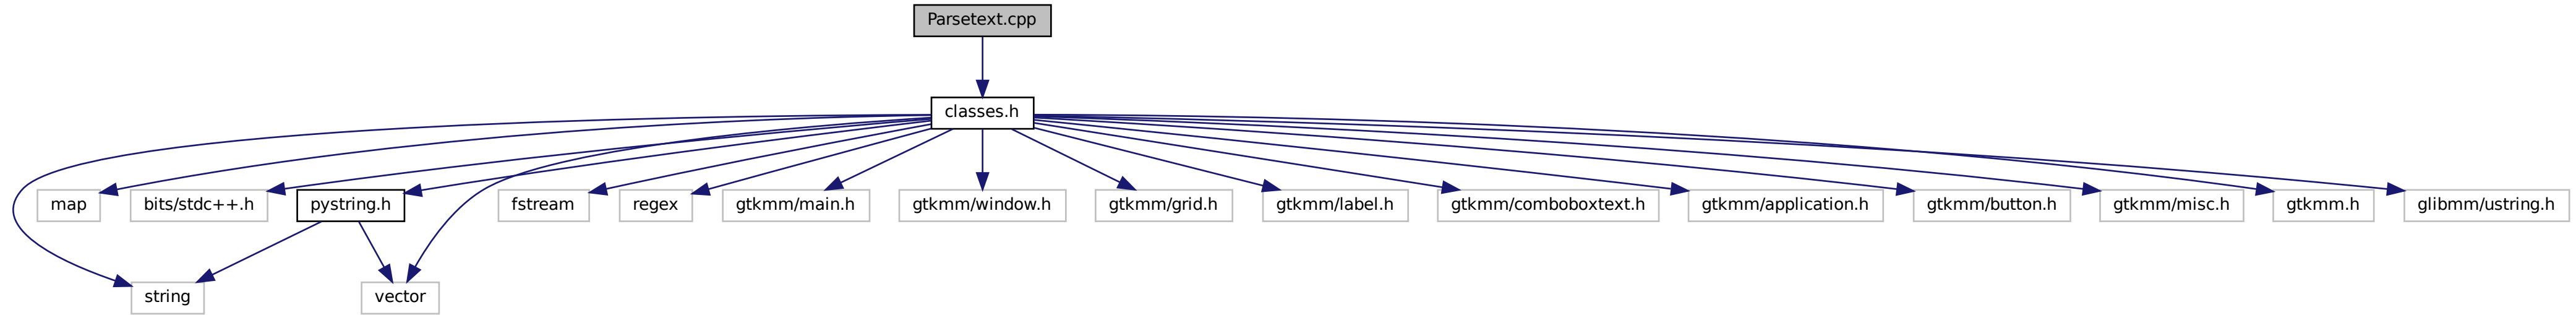 Parsetext.cpp
classes.h
map
bits/stdc++.h
pystring.h
fstream
regex
gtkmm/main.h
gtkmm/window.h
gtkmm/grid.h
gtkmm/label.h
gtkmm/comboboxtext.h
gtkmm/application.h
gtkmm/button.h
gtkmm/misc.h
gtkmm.h
glibmm/ustring.h
string
vector